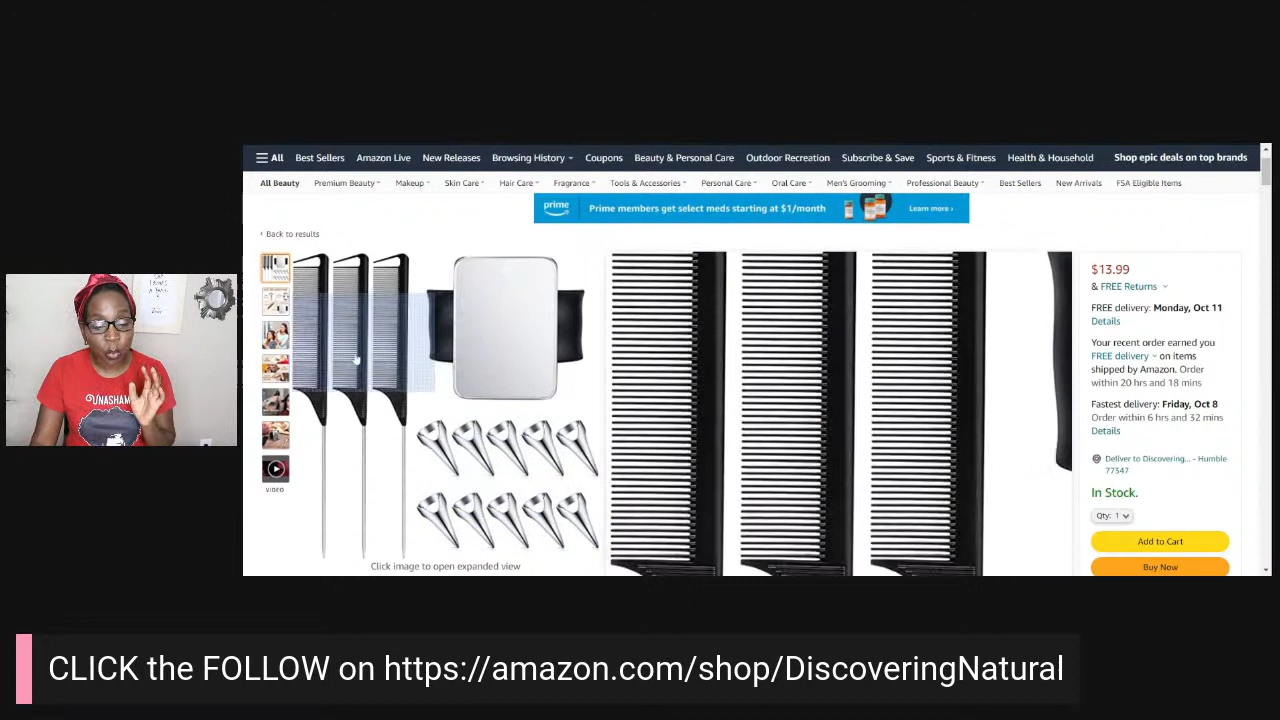 All Best Sellers Amazon Live New Releases Browsing History Coupons Beauty & Personal Care Outdoor Recreation Subscribe & Save Sports & Fitness Health & Household Shop epic deals on top brands
All Beauty Premium Beauty Makeup Skin Care Hair Care Fragrance Tools & Accessories Personal Care Oral Care Men's Grooming Professional Beauty Best Sellers New Arrivals FSA Eligible Items
prime Prime members get select meds starting at $1/month Learn more ›
‹ Back to results
VIDEO
Click image to open expanded view
$13.99
& FREE Returns
FREE delivery: Monday, Oct 11
Details
Your recent order earned you
FREE delivery on items
shipped by Amazon. Order
within 20 hrs and 18 mins
Fastest delivery: Friday, Oct 8
Order within 6 hrs and 32 mins
Details
Deliver to Discovering... - Humble
77347
In Stock.
Qty: 1
Add to Cart
Buy Now
UNASHAM
CLICK the FOLLOW on https://amazon.com/shop/DiscoveringNatural